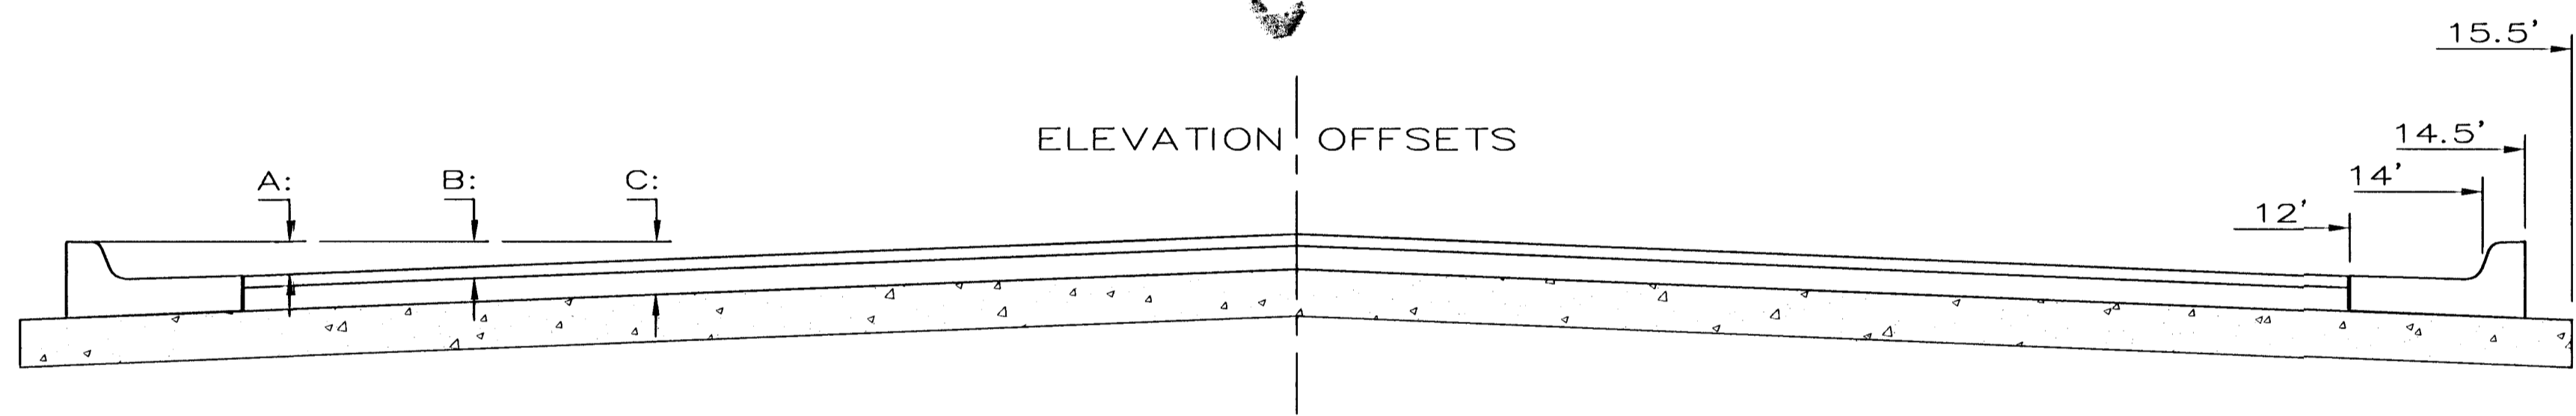 15.5'
ELEVATION OFFSETS
14.5'
A: B: C:
14'
12'